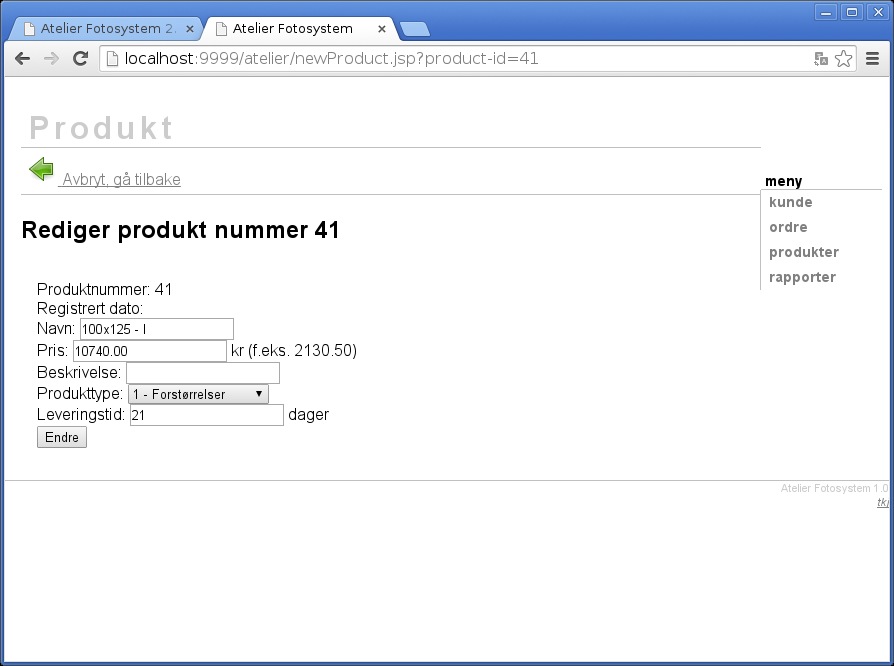 Atelier Fotosystem 2.
Atelier Fotosystem
localhost:9999/atelier/newProduct.jsp?product-id=41
Produkt
Avbryt, gå tilbake
meny
kunde
ordre
produkter
rapporter
Rediger produkt nummer 41
Produktnummer: 41
Registrert dato:
Navn: 100x125 - I
Pris: 10740.00 kr (f.eks. 2130.50)
Beskrivelse:
Produkttype: 1 - Forstørrelser
Leveringstid: 21 dager
Endre
Atelier Fotosystem 1.0